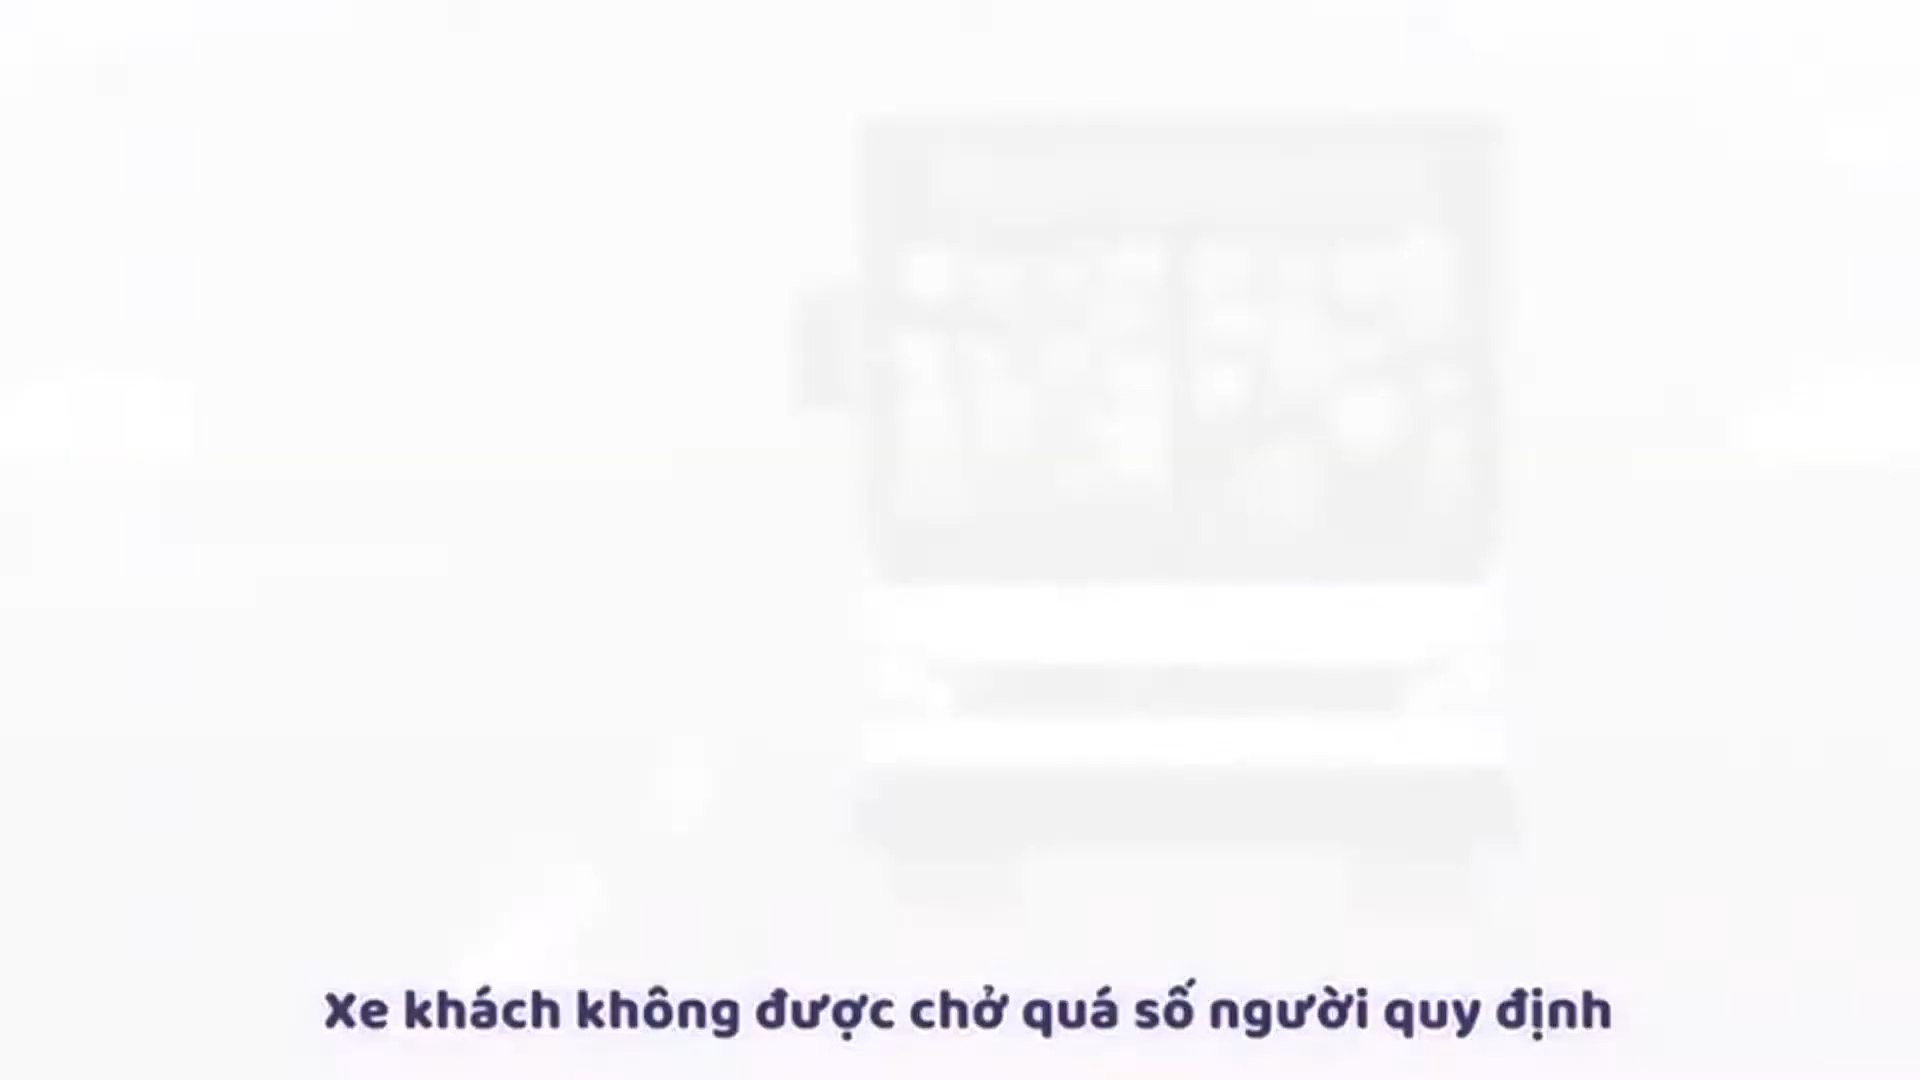 Xe khách không được chở quá số người quy định